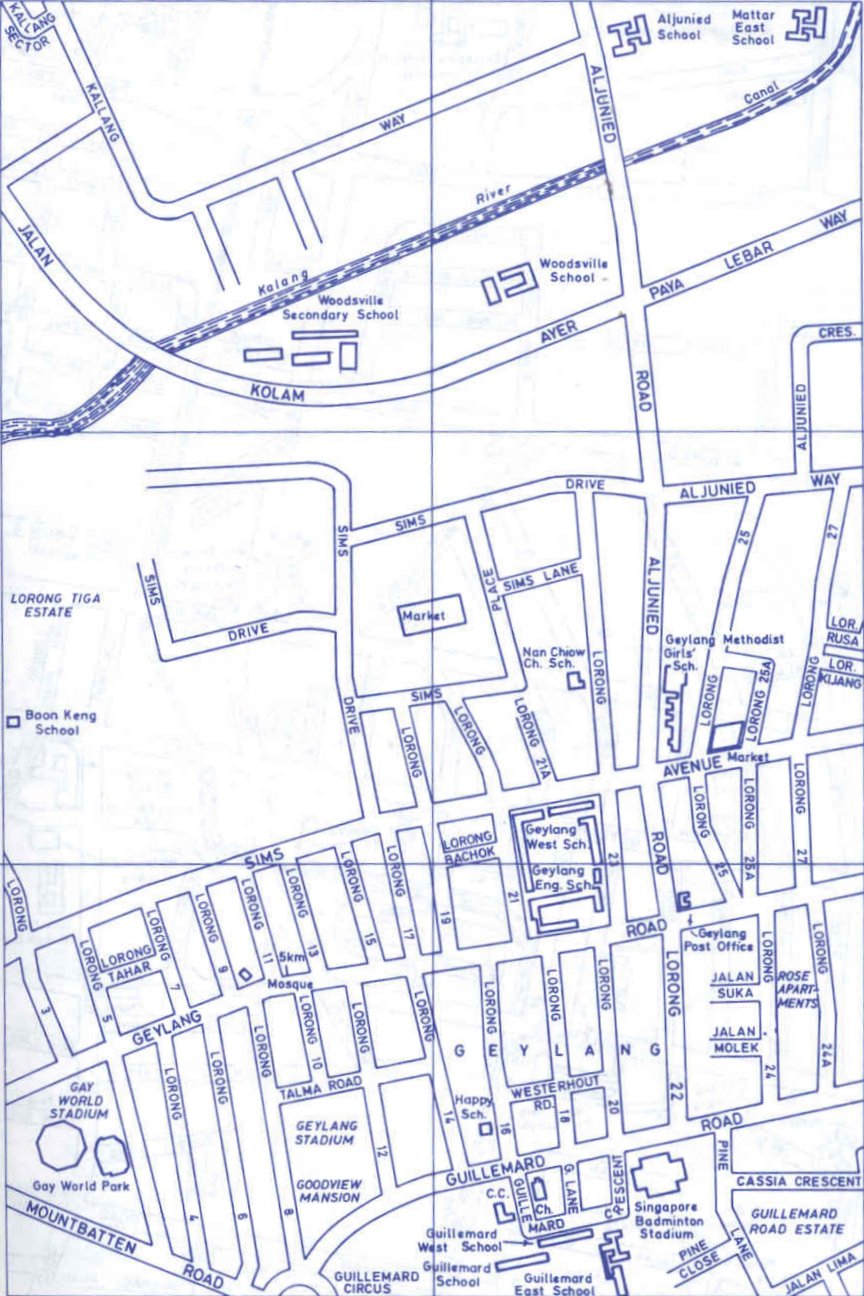 KALLANG
SECTOR
Aljunied
School
Mattar
East
School
KALLANG
WAY
ALJUNIED
Canal
River
JALAN
Kalang
Woodsville
School
Woodsville
Secondary School
PAYA LEBAR WAY
AYER
KOLAM
ROAD
CRES.
ALJUNIED
DRIVE
ALJUNIED WAY
SIMS
SIMS
25
27
SIMS
PLACE
SIMS LANE
ALJUNIED
LORONG TIGA
ESTATE
Market
DRIVE
LOR.
RUSA
LOR.
KIJANG
Geylang Methodist
Girls'
Sch.
Nan Chiow
Ch. Sch.
LORONG
LORONG
LORONG 25A
LORONG
SIMS
DRIVE
LORONG
LORONG
LORONG 21A
Boon Keng
School
AVENUE
Market
LORONG
LORONG
LORONG
LORONG
BACHOK
Geylang
West Sch.
Geylang
Eng. Sch.
23
ROAD
25
25A
27
SIMS
LORONG
LORONG
LORONG
LORONG
LORONG
LORONG
LORONG
21
19
17
15
13
11
9
7
5
3
5km
Mosque
LORONG
TAHAR
LORONG
ROAD
Geylang
Post Office
LORONG
LORONG
JALAN
SUKA
ROSE
APART-
MENTS
JALAN
MOLEK
24
24A
GEYLANG
LORONG
LORONG
LORONG
LORONG
10
LORONG
LORONG
LORONG
LORONG
LORONG
LORONG
22
GEYLANG
TALMA ROAD
WESTERHOUT
RD.
18
20
GAY
WORLD
STADIUM
Gay World Park
GEYLANG
STADIUM
GOODVIEW
MANSION
12
14
Happy
Sch.
16
ROAD
PINE
GUILLEMARD
CASSIA CRESCENT
C.C.
GUILLE
MARD
Ch.
G. LANE
CRESCENT
Singapore
Badminton
Stadium
GUILLEMARD
ROAD ESTATE
MOUNTBATTEN
ROAD
4
6
8
Guillemard
West School
Guillemard
School
Guillemard
East School
GUILLEMARD
CIRCUS
PINE
CLOSE
LANE
JALAN LIMA